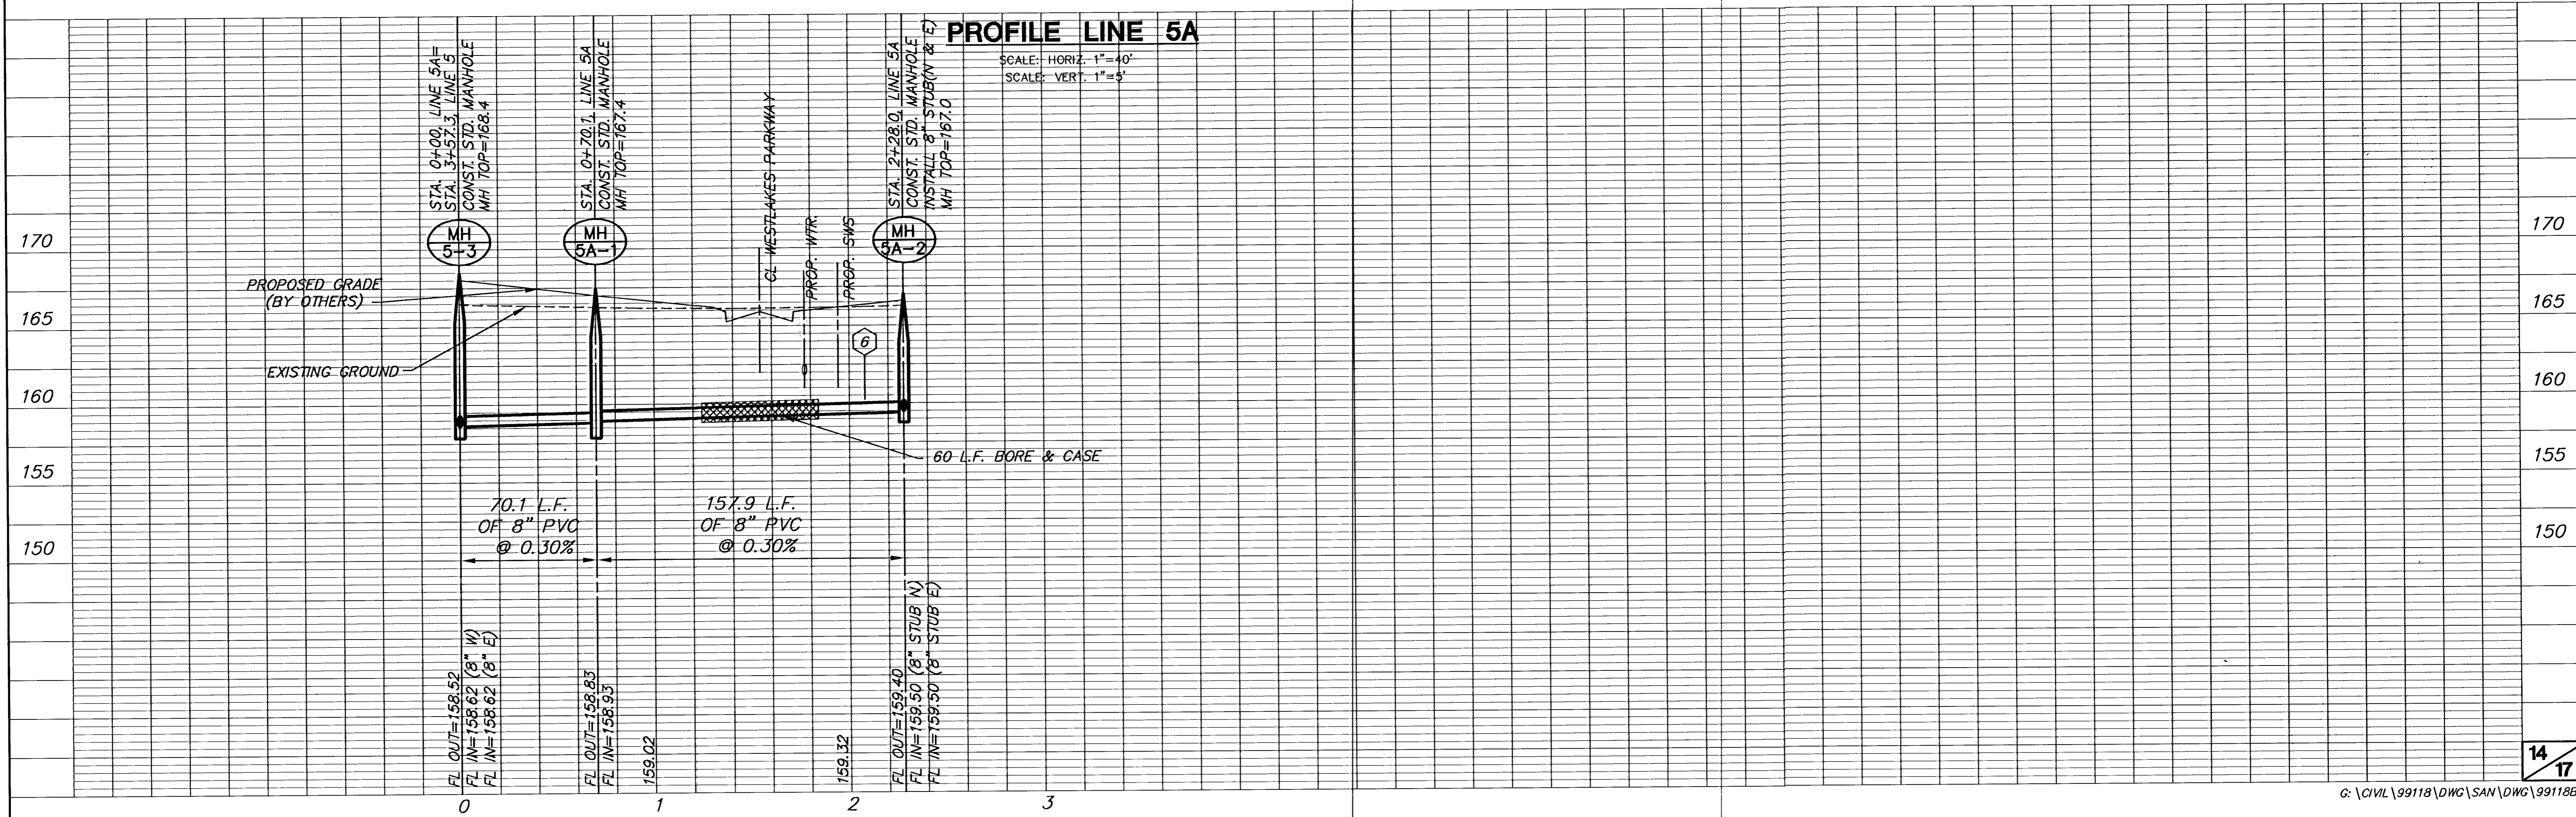 PROFILE LINE 5A
SCALE: HORIZ. 1"=40'
SCALE: VERT. 1"=5'
STA. 0+00, LINE 5A=
STA. 3+57.3, LINE 5
CONST. STD. MANHOLE
MH TOP=168.4
STA. 0+70.1, LINE 5A
CONST. STD. MANHOLE
MH TOP=167.4
CL WESTLAKES PARKWAY
PROP. WTR.
PROP. SWS
STA. 2+28.0, LINE 5A
CONST. STD. MANHOLE
INSTALL 8" STUB(N & E)
MH TOP=167.0
MH
5-3
MH
5A-1
MH
5A-2
170
165
160
155
150
170
165
160
155
150
PROPOSED GRADE
(BY OTHERS)
EXISTING GROUND
6
60 L.F. BORE & CASE
70.1 L.F.
OF 8" PVC
@ 0.30%
157.9 L.F.
OF 8" PVC
@ 0.30%
FL OUT=158.52
FL IN=158.62 (8" W)
FL IN=158.62 (8" E)
FL OUT=158.83
FL IN=158.93
159.02
159.32
FL OUT=159.40
FL IN=159.50 (8" STUB N)
FL IN=159.50 (8" STUB E)
0
1
2
3
14
17
G: \CIVIL\99118\DWG\SAN\DWG\99118B